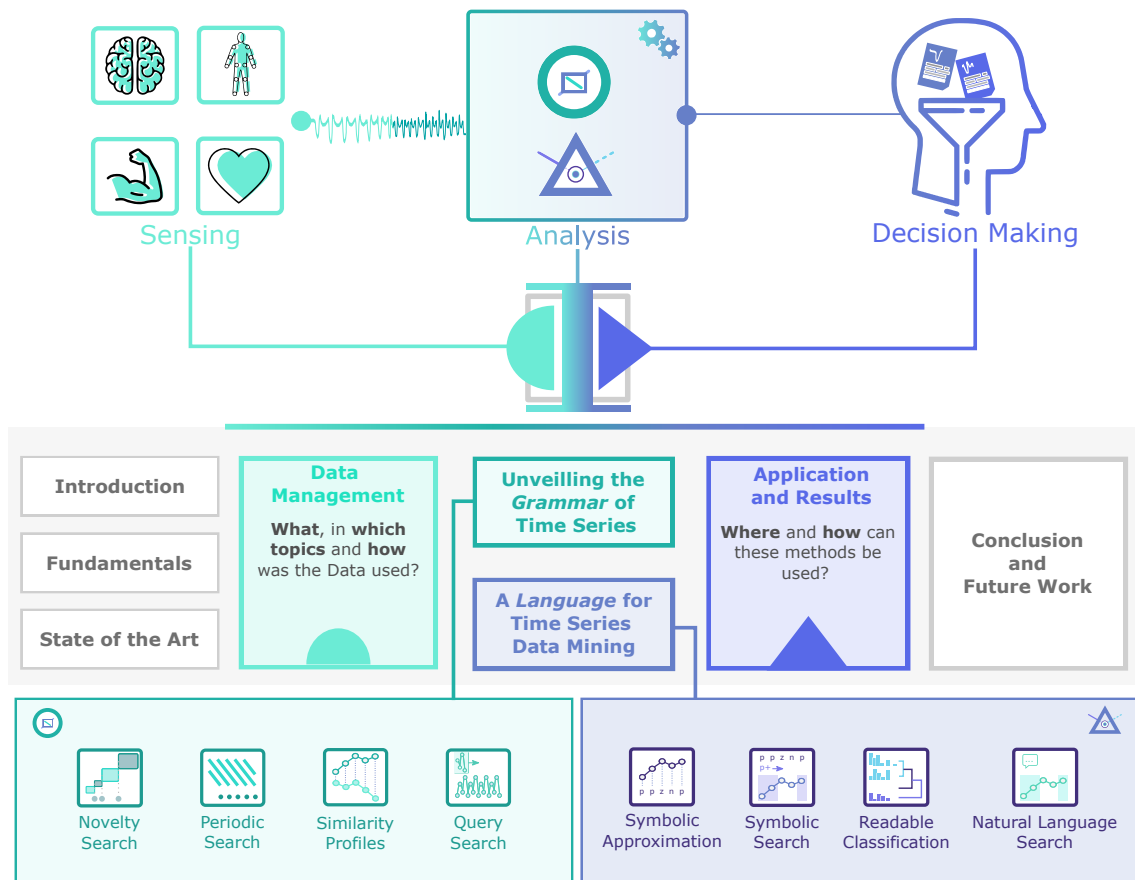 Sensing
Analysis
Decision Making
Introduction
Fundamentals
State of the Art
Data
Management
What, in which
topics and how
was the Data used?
Unveilling the
Grammar of
Time Series
A Language for
Time Series
Data Mining
Application
and Results
Where and how can
these methods be
used?
Conclusion
and
Future Work
Novelty
Search
Periodic
Search
Similarity
Profiles
Query
Search
p p z n p
Symbolic
Approximation
p p z n p
p+
Symbolic
Search
Readable
Classification
Natural Language
Search